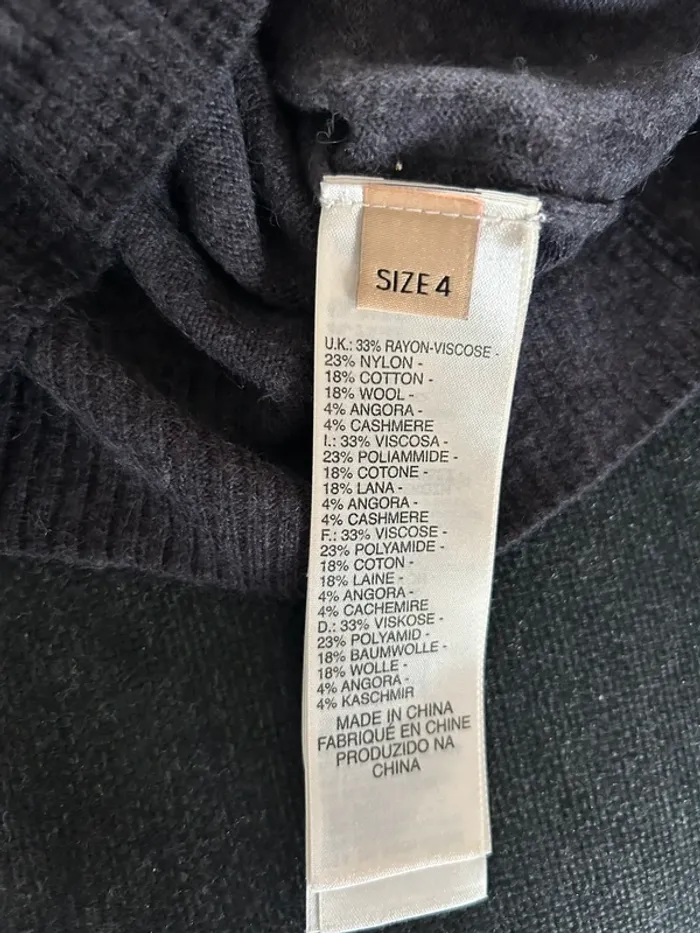 SIZE 4
U.K.: 33% RAYON-VISCOSE -
23% NYLON -
18% COTTON -
18% WOOL -
4% ANGORA -
4% CASHMERE
I.: 33% VISCOSA -
23% POLIAMMIDE -
18% COTONE -
18% LANA -
4% ANGORA -
4% CASHMERE
F.: 33% VISCOSE -
23% POLYAMIDE -
18% COTON -
18% LAINE -
4% ANGORA -
4% CACHEMIRE
D.: 33% VISKOSE -
23% POLYAMID -
18% BAUMWOLLE -
18% WOLLE -
4% ANGORA -
4% KASCHMIR
MADE IN CHINA
FABRIQUÉ EN CHINE
PRODUZIDO NA
CHINA